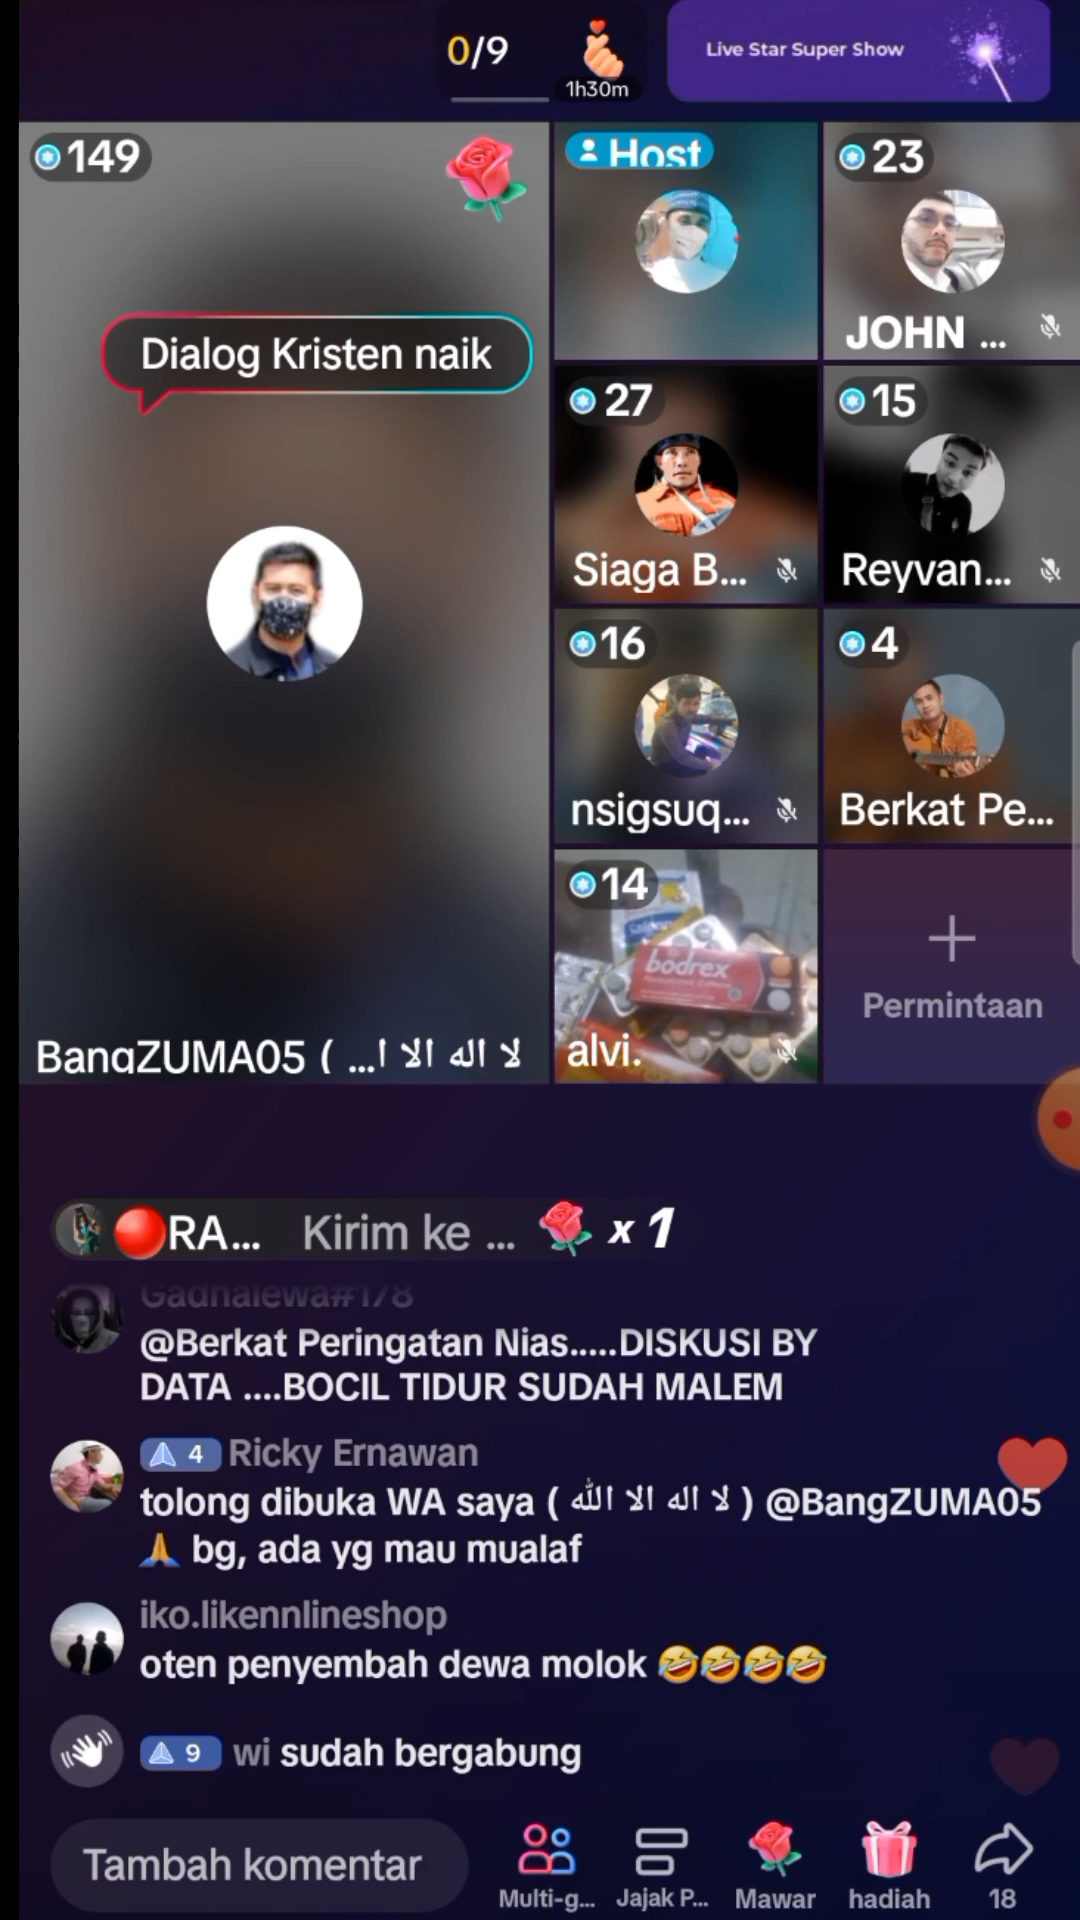 0/9
1h30m
Live Star Super Show
149
Host
23
Dialog Kristen naik
JOHN ...
27
15
Siaga B...
Reyvan...
16
4
nsigsuq...
Berkat Pe...
14
Salonpas
bodrex
+
Permintaan
BangZUMA05 ( لا اله الا ا...
alvi.
RA... Kirim ke ... x 1
Gadhalewa#178
@Berkat Peringatan Nias.....DISKUSI BY
DATA ....BOCIL TIDUR SUDAH MALEM
4 Ricky Ernawan
tolong dibuka WA saya ( لا اله الا الله ) @BangZUMA05
🙏 bg, ada yg mau mualaf
iko.likennlineshop
oten penyembah dewa molok 🤣🤣🤣🤣
9 wi sudah bergabung
Tambah komentar
Multi-g...
Jajak P...
Mawar
hadiah
18